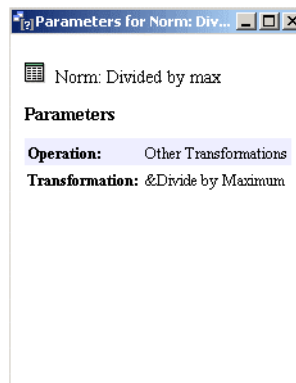 Parameters for Norm: Div...
Norm: Divided by max
Parameters
Operation: Other Transformations
Transformation: &Divide by Maximum